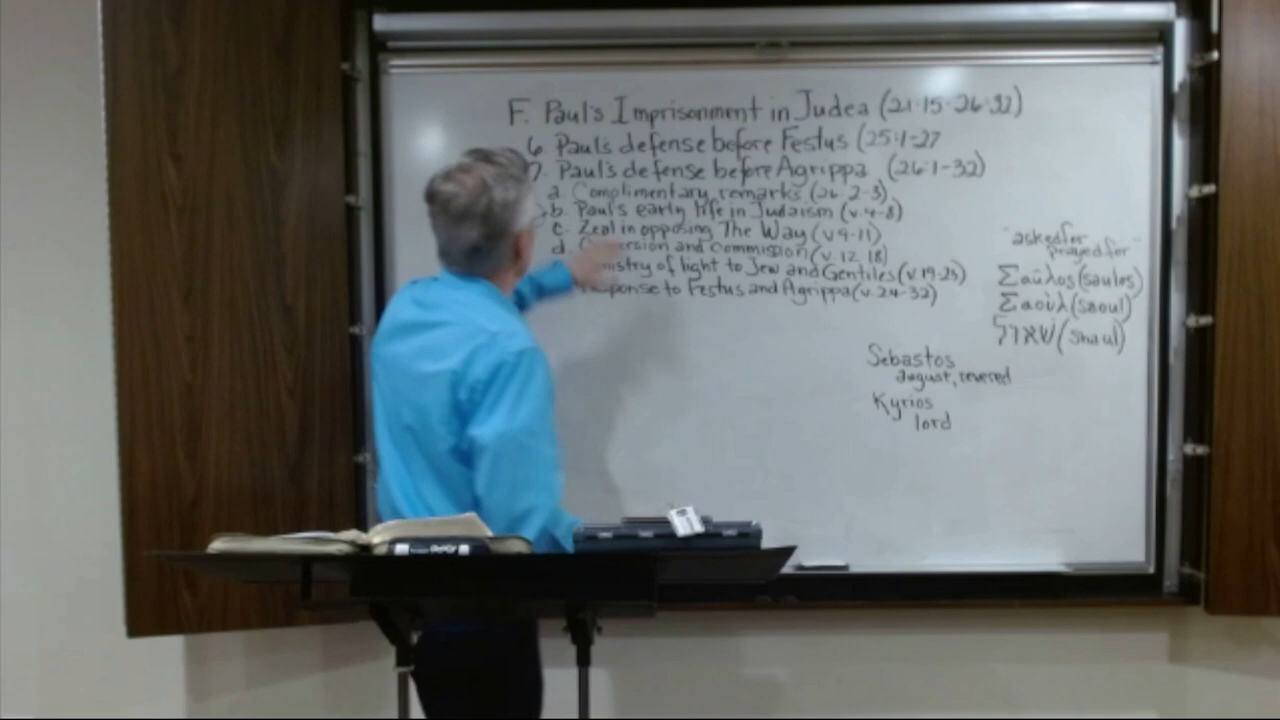 F. Paul's Imprisonment in Judea (21:15-26:32)
6 Paul's defense before Festus (25:1-27
7. Paul's defense before Agrippa (26:1-32)
a. Complimentary remarks (26:2-3)
b. Paul's early life in Judaism (v.4-8)
c. Zeal in opposing The Way (v 9-11)
d. and Commission (v.12-18)
of light to Jew and Gentiles (v.19-23)
to Festus and Agrippa (v.24-32)
"asked for
prayed for"
Σαῦλος (saulos)
Σαοὺλ (saoul)
שאול (shaul)
Sebastos
august, revered
Kyrios
lord